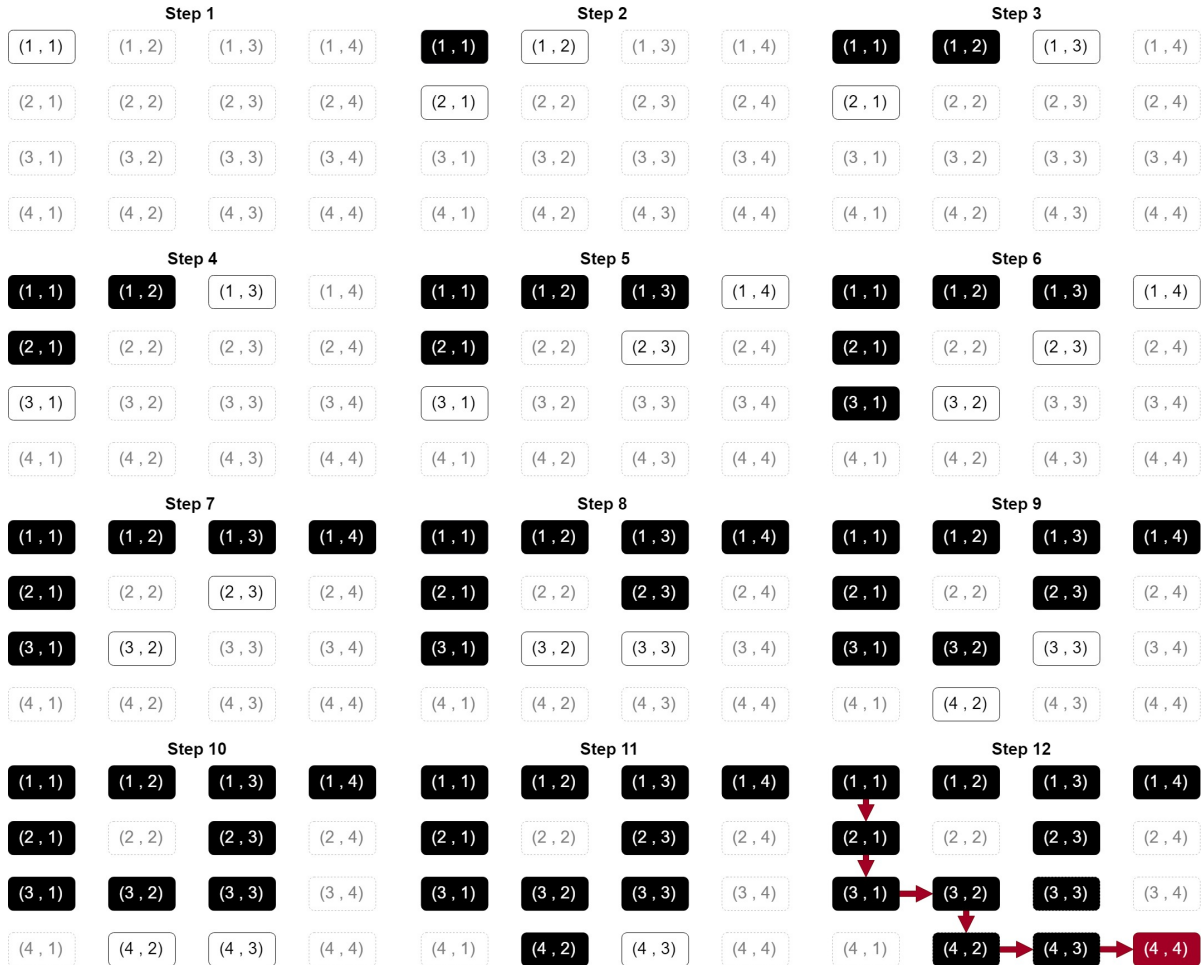 Step 1 Step 2 Step 3
(1 , 1) (1 , 2) (1 , 3) (1 , 4) (1 , 1) (1 , 2) (1 , 3) (1 , 4) (1 , 1) (1 , 2) (1 , 3) (1 , 4)
(2 , 1) (2 , 2) (2 , 3) (2 , 4) (2 , 1) (2 , 2) (2 , 3) (2 , 4) (2 , 1) (2 , 2) (2 , 3) (2 , 4)
(3 , 1) (3 , 2) (3 , 3) (3 , 4) (3 , 1) (3 , 2) (3 , 3) (3 , 4) (3 , 1) (3 , 2) (3 , 3) (3 , 4)
(4 , 1) (4 , 2) (4 , 3) (4 , 4) (4 , 1) (4 , 2) (4 , 3) (4 , 4) (4 , 1) (4 , 2) (4 , 3) (4 , 4)
Step 4 Step 5 Step 6
(1 , 1) (1 , 2) (1 , 3) (1 , 4) (1 , 1) (1 , 2) (1 , 3) (1 , 4) (1 , 1) (1 , 2) (1 , 3) (1 , 4)
(2 , 1) (2 , 2) (2 , 3) (2 , 4) (2 , 1) (2 , 2) (2 , 3) (2 , 4) (2 , 1) (2 , 2) (2 , 3) (2 , 4)
(3 , 1) (3 , 2) (3 , 3) (3 , 4) (3 , 1) (3 , 2) (3 , 3) (3 , 4) (3 , 1) (3 , 2) (3 , 3) (3 , 4)
(4 , 1) (4 , 2) (4 , 3) (4 , 4) (4 , 1) (4 , 2) (4 , 3) (4 , 4) (4 , 1) (4 , 2) (4 , 3) (4 , 4)
Step 7 Step 8 Step 9
(1 , 1) (1 , 2) (1 , 3) (1 , 4) (1 , 1) (1 , 2) (1 , 3) (1 , 4) (1 , 1) (1 , 2) (1 , 3) (1 , 4)
(2 , 1) (2 , 2) (2 , 3) (2 , 4) (2 , 1) (2 , 2) (2 , 3) (2 , 4) (2 , 1) (2 , 2) (2 , 3) (2 , 4)
(3 , 1) (3 , 2) (3 , 3) (3 , 4) (3 , 1) (3 , 2) (3 , 3) (3 , 4) (3 , 1) (3 , 2) (3 , 3) (3 , 4)
(4 , 1) (4 , 2) (4 , 3) (4 , 4) (4 , 1) (4 , 2) (4 , 3) (4 , 4) (4 , 1) (4 , 2) (4 , 3) (4 , 4)
Step 10 Step 11 Step 12
(1 , 1) (1 , 2) (1 , 3) (1 , 4) (1 , 1) (1 , 2) (1 , 3) (1 , 4) (1 , 1) (1 , 2) (1 , 3) (1 , 4)
(2 , 1) (2 , 2) (2 , 3) (2 , 4) (2 , 1) (2 , 2) (2 , 3) (2 , 4) (2 , 1) (2 , 2) (2 , 3) (2 , 4)
(3 , 1) (3 , 2) (3 , 3) (3 , 4) (3 , 1) (3 , 2) (3 , 3) (3 , 4) (3 , 1) (3 , 2) (3 , 3) (3 , 4)
(4 , 1) (4 , 2) (4 , 3) (4 , 4) (4 , 1) (4 , 2) (4 , 3) (4 , 4) (4 , 1) (4 , 2) (4 , 3) (4 , 4)